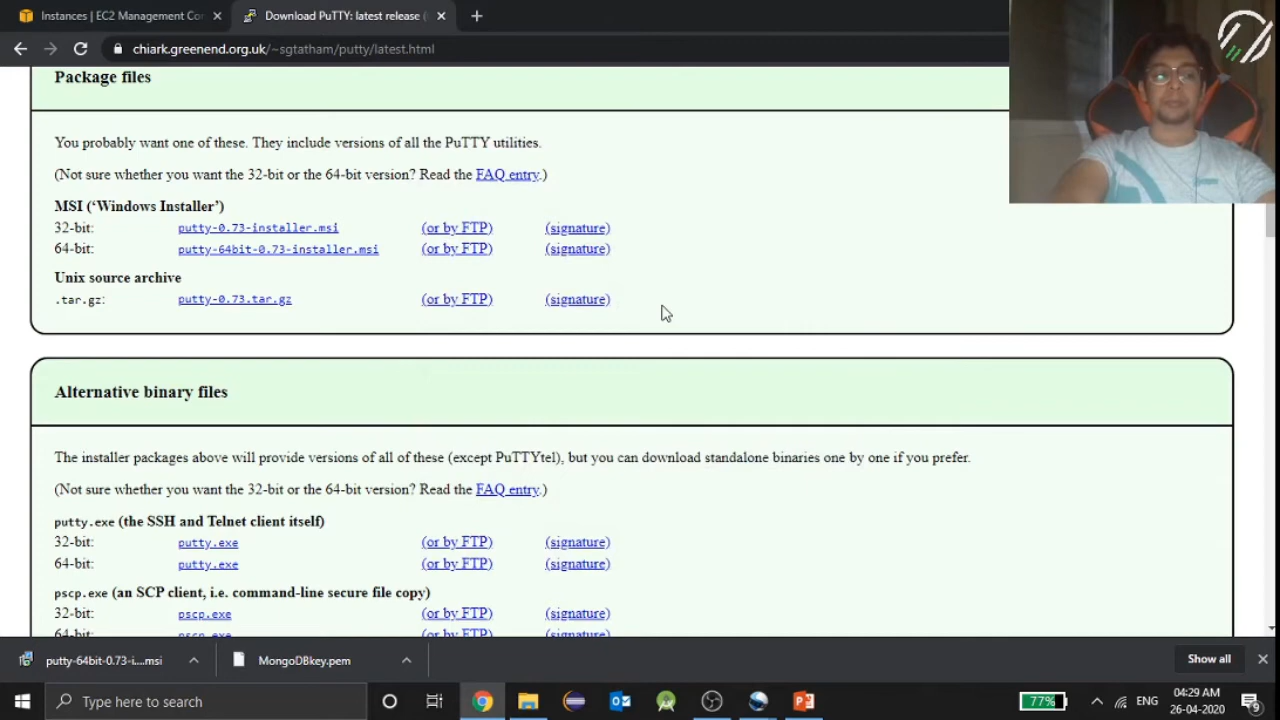 Instances | EC2 Management Con
Download PuTTY: latest release (
chiark.greenend.org.uk/~sgtatham/putty/latest.html
Package files
You probably want one of these. They include versions of all the PuTTY utilities.
(Not sure whether you want the 32-bit or the 64-bit version? Read the FAQ entry.)
MSI (‘Windows Installer’)
32-bit: putty-0.73-installer.msi (or by FTP) (signature)
64-bit: putty-64bit-0.73-installer.msi (or by FTP) (signature)
Unix source archive
.tar.gz: putty-0.73.tar.gz (or by FTP) (signature)
Alternative binary files
The installer packages above will provide versions of all of these (except PuTTYtel), but you can download standalone binaries one by one if you prefer.
(Not sure whether you want the 32-bit or the 64-bit version? Read the FAQ entry.)
putty.exe (the SSH and Telnet client itself)
32-bit: putty.exe (or by FTP) (signature)
64-bit: putty.exe (or by FTP) (signature)
pscp.exe (an SCP client, i.e. command-line secure file copy)
32-bit: pscp.exe (or by FTP) (signature)
64-bit: pscp.exe (or by FTP) (signature)
putty-64bit-0.73-i....msi
MongoDBkey.pem
Show all
Type here to search
77%
ENG
04:29 AM
26-04-2020
9